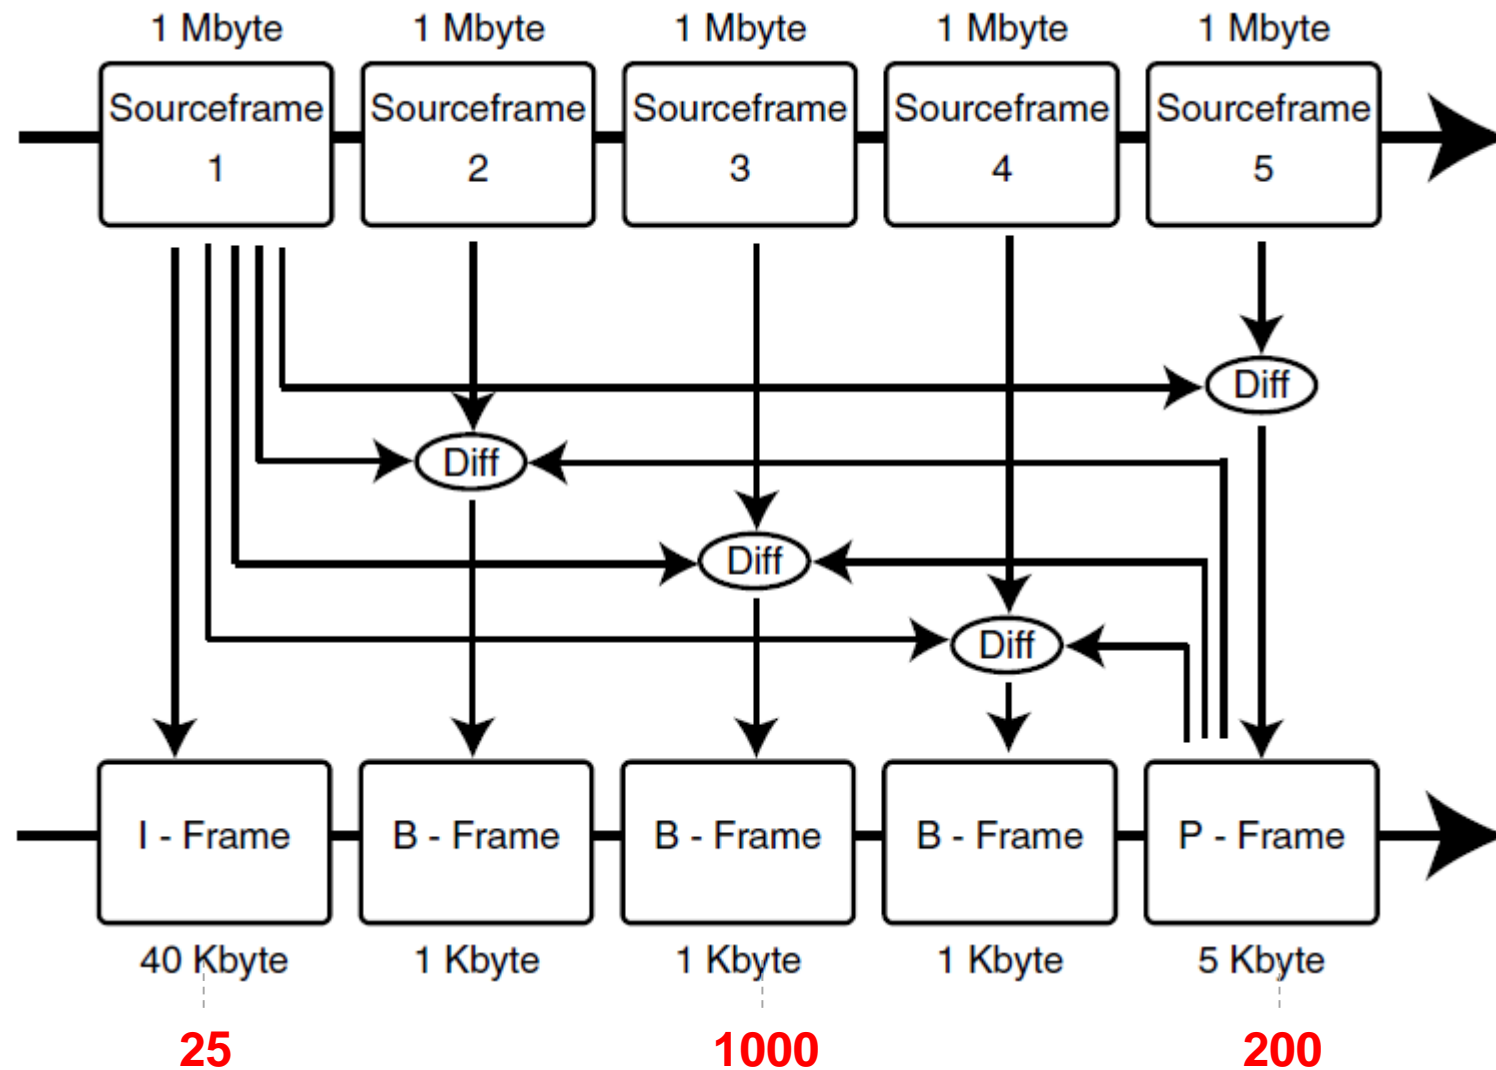 1 Mbyte 1 Mbyte 1 Mbyte 1 Mbyte 1 Mbyte
Sourceframe Sourceframe Sourceframe Sourceframe Sourceframe
1 2 3 4 5
Diff
Diff
Diff
Diff
I - Frame B - Frame B - Frame B - Frame P - Frame
40 Kbyte 1 Kbyte 1 Kbyte 1 Kbyte 5 Kbyte
25 1000 200